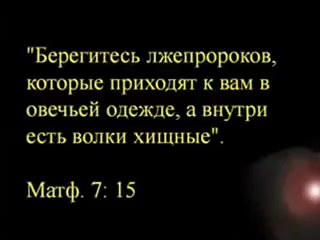 "Берегитесь лжепророков,
которые приходят к вам в
овечьей одежде, а внутри
есть волки хищные".
Матф. 7: 15